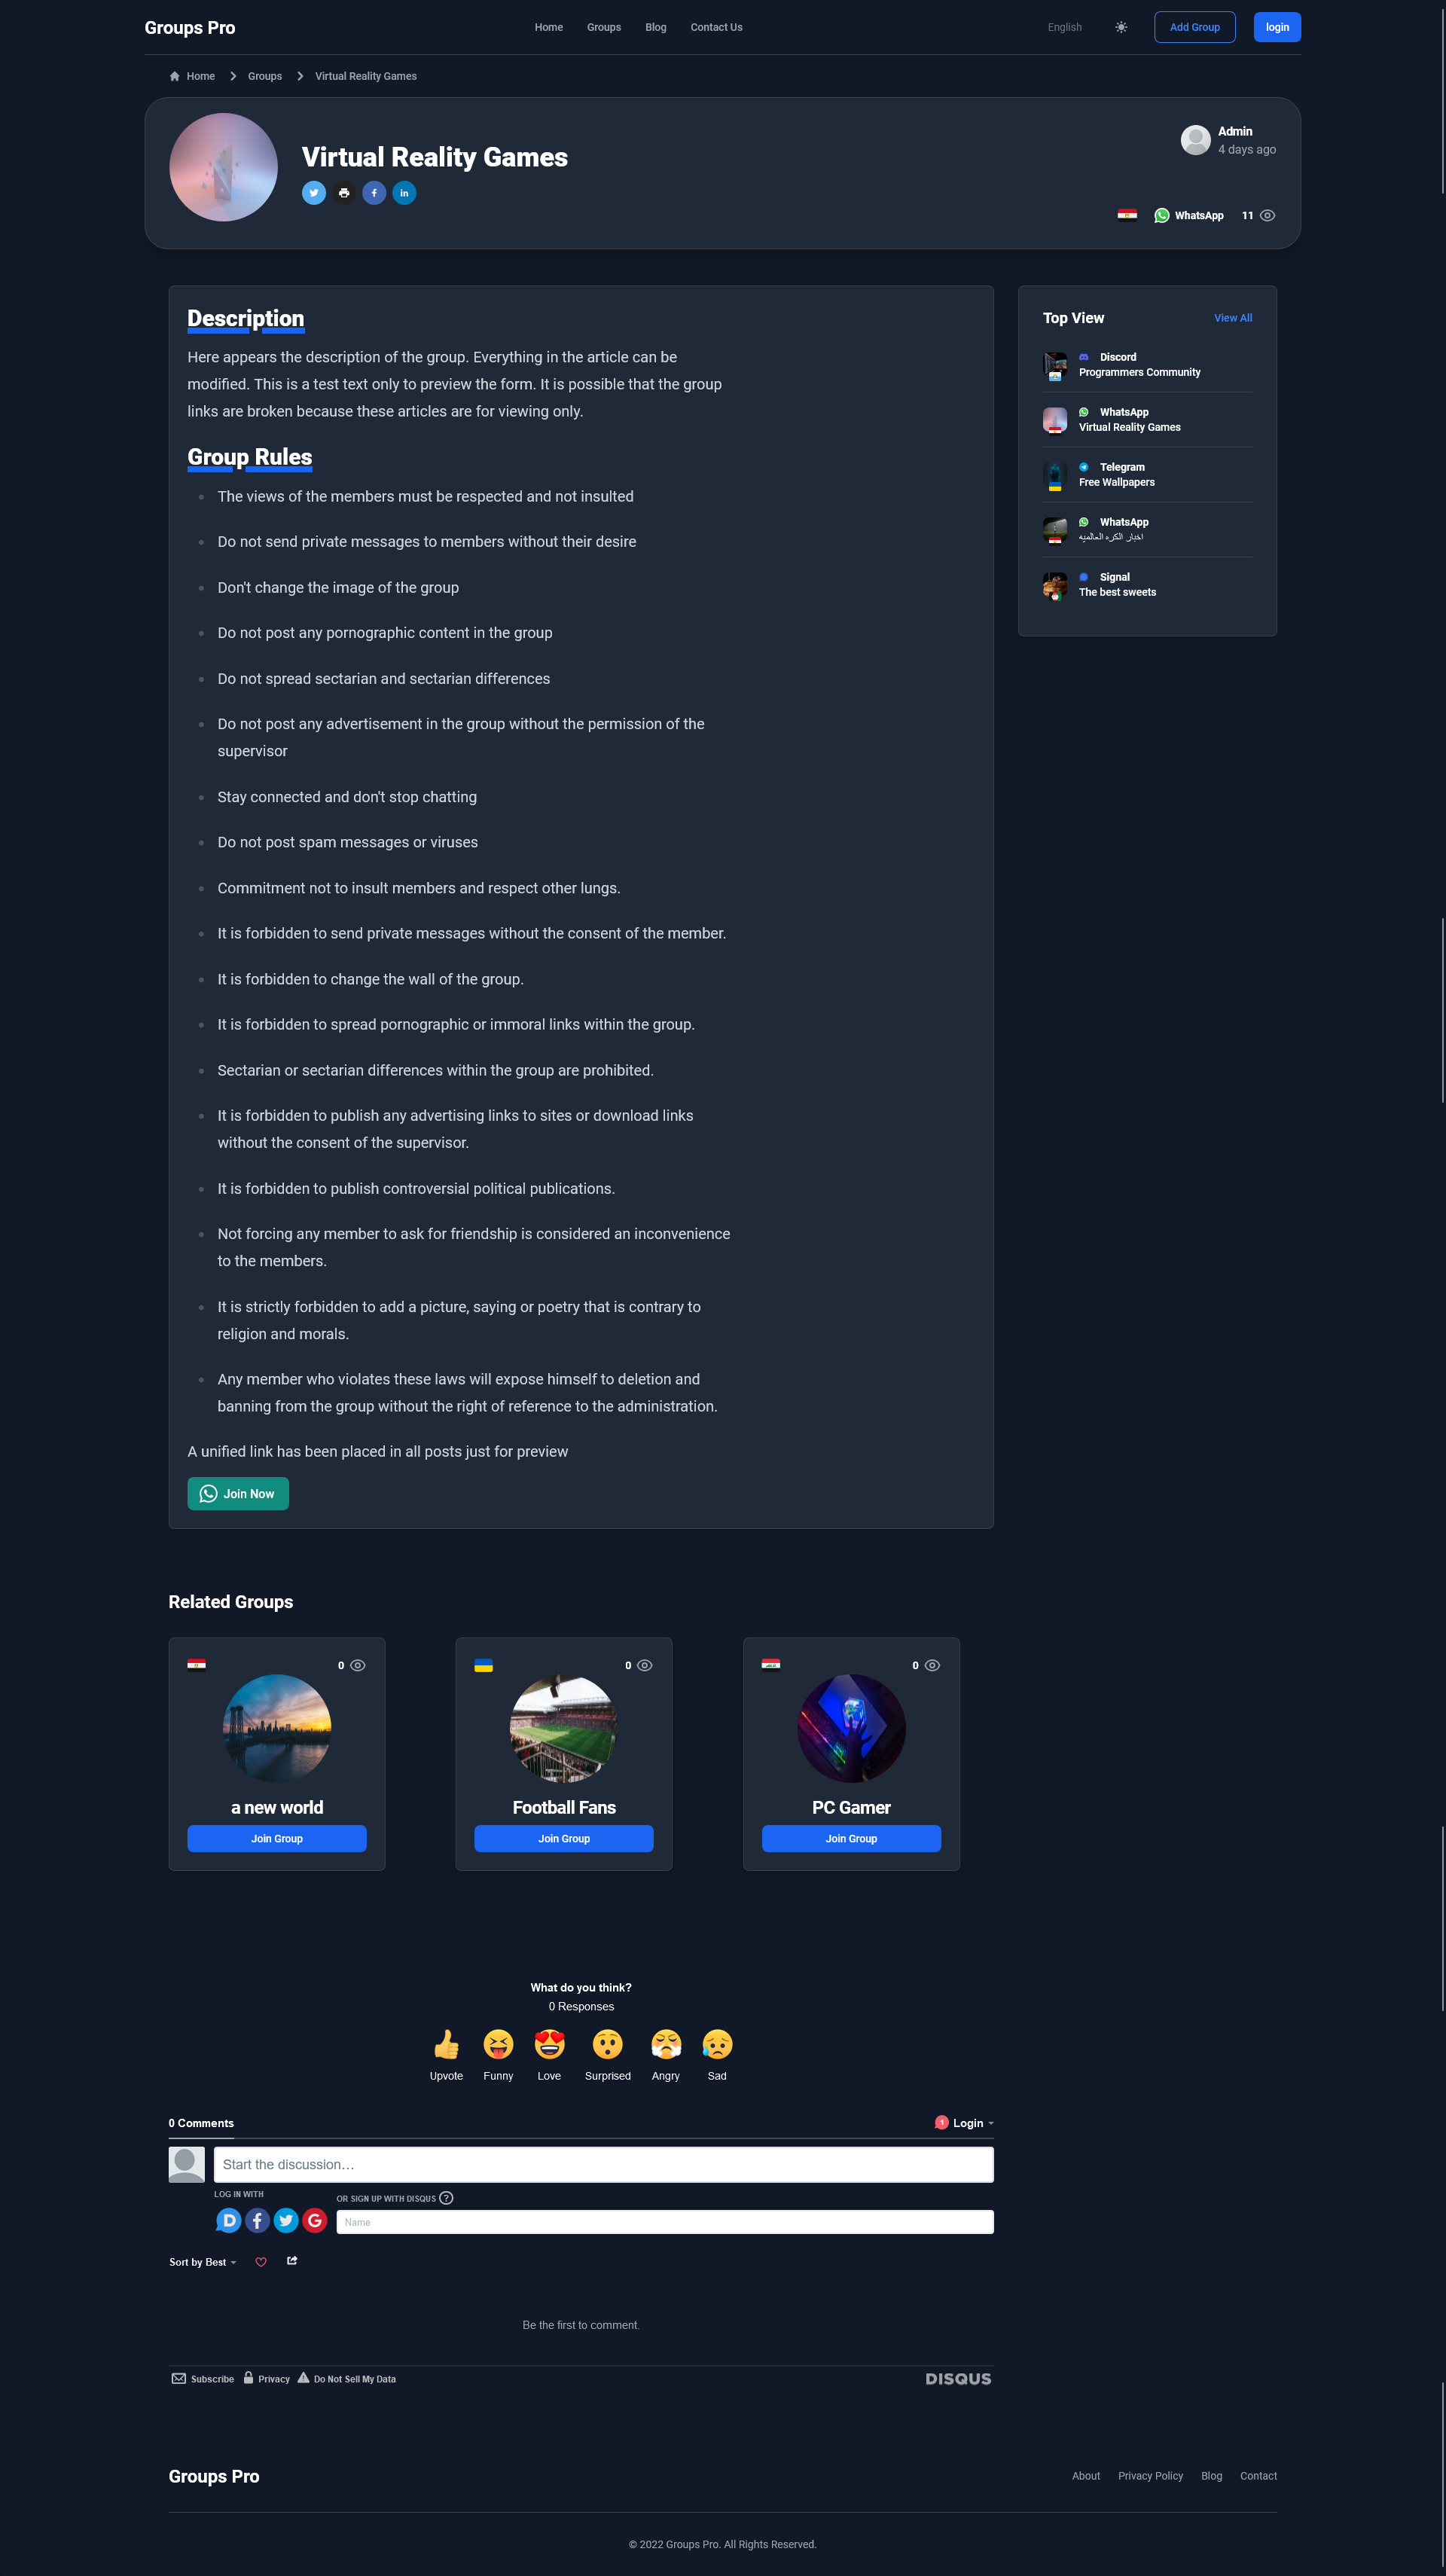 Groups Pro
Home
Groups
Blog
Contact Us
English
Add Group
login
Home
Groups
Virtual Reality Games
Virtual Reality Games
Admin
4 days ago
WhatsApp
11
Description
Here appears the description of the group. Everything in the article can be
modified. This is a test text only to preview the form. It is possible that the group
links are broken because these articles are for viewing only.
Group Rules
The views of the members must be respected and not insulted
Do not send private messages to members without their desire
Don't change the image of the group
Do not post any pornographic content in the group
Do not spread sectarian and sectarian differences
Do not post any advertisement in the group without the permission of the
supervisor
Stay connected and don't stop chatting
Do not post spam messages or viruses
Commitment not to insult members and respect other lungs.
It is forbidden to send private messages without the consent of the member.
It is forbidden to change the wall of the group.
It is forbidden to spread pornographic or immoral links within the group.
Sectarian or sectarian differences within the group are prohibited.
It is forbidden to publish any advertising links to sites or download links
without the consent of the supervisor.
It is forbidden to publish controversial political publications.
Not forcing any member to ask for friendship is considered an inconvenience
to the members.
It is strictly forbidden to add a picture, saying or poetry that is contrary to
religion and morals.
Any member who violates these laws will expose himself to deletion and
banning from the group without the right of reference to the administration.
A unified link has been placed in all posts just for preview
Join Now
Top View
View All
Discord
Programmers Community
WhatsApp
Virtual Reality Games
Telegram
Free Wallpapers
WhatsApp
اخبار الكره العالميه
Signal
The best sweets
Related Groups
0
a new world
Join Group
0
Football Fans
Join Group
0
PC Gamer
Join Group
What do you think?
0 Responses
Upvote
Funny
Love
Surprised
Angry
Sad
0 Comments
1
Login
Start the discussion…
LOG IN WITH
OR SIGN UP WITH DISQUS ?
Name
Sort by Best
Be the first to comment.
Subscribe
Privacy
Do Not Sell My Data
DISQUS
Groups Pro
About
Privacy Policy
Blog
Contact
© 2022 Groups Pro. All Rights Reserved.